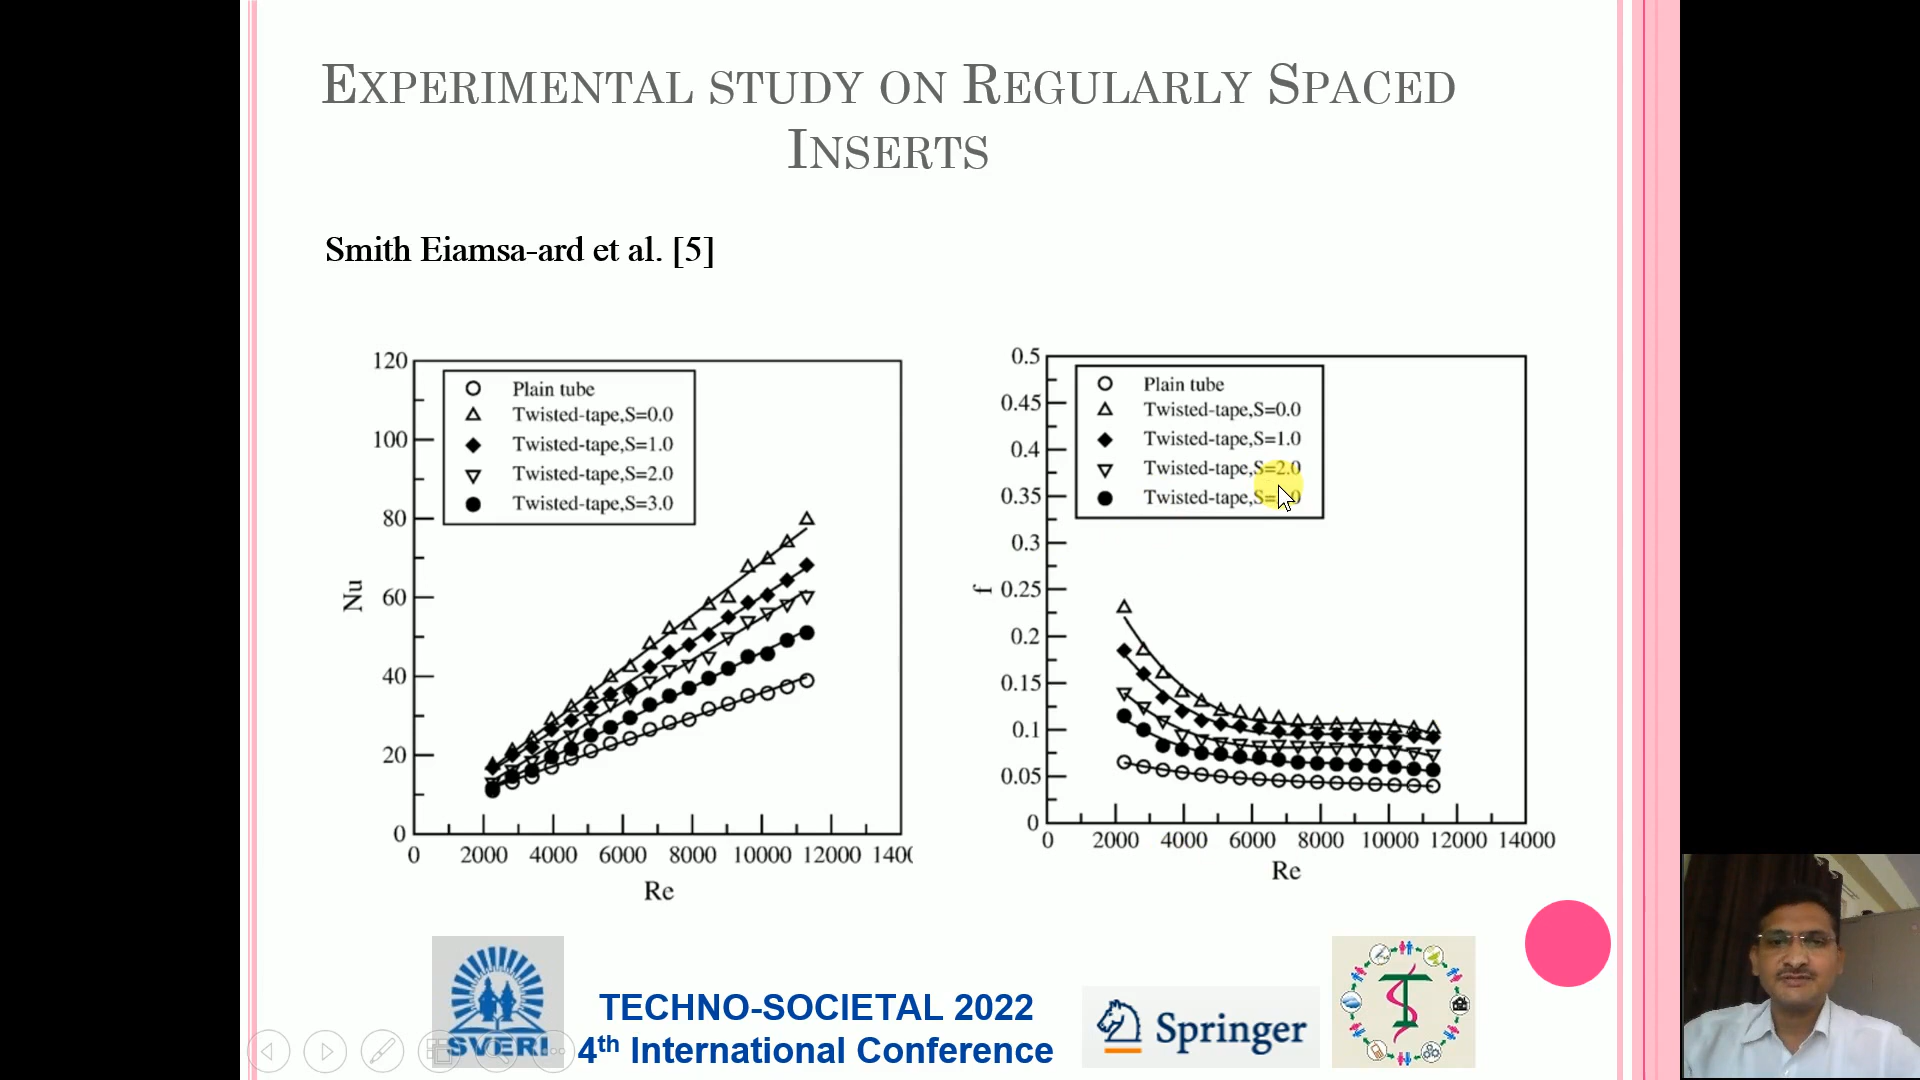 EXPERIMENTAL STUDY ON REGULARLY SPACED
INSERTS
Smith Eiamsa-ard et al. [5]
120
100
80
60
40
20
0
Nu
Plain tube
Twisted-tape,S=0.0
Twisted-tape,S=1.0
Twisted-tape,S=2.0
Twisted-tape,S=3.0
0 2000 4000 6000 8000 10000 12000
Re
0.5
0.45
0.4
0.35
0.3
0.25
0.2
0.15
0.1
0.05
0
f
Plain tube
Twisted-tape,S=0.0
Twisted-tape,S=1.0
Twisted-tape,S=2.0
Twisted-tape,S=
0 2000 4000 6000 8000 10000 12000 14000
Re
SVERI
TECHNO-SOCIETAL 2022
4th International Conference
Springer